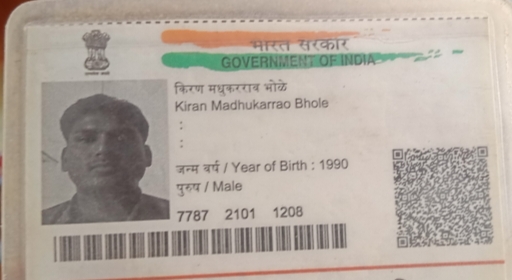 भारत सरकार
GOVERNMENT OF INDIA
किरण मधुकरराव भोळे
Kiran Madhukarrao Bhole
:
:
जन्म वर्ष / Year of Birth : 1990
पुरुष / Male
7787 2101 1208